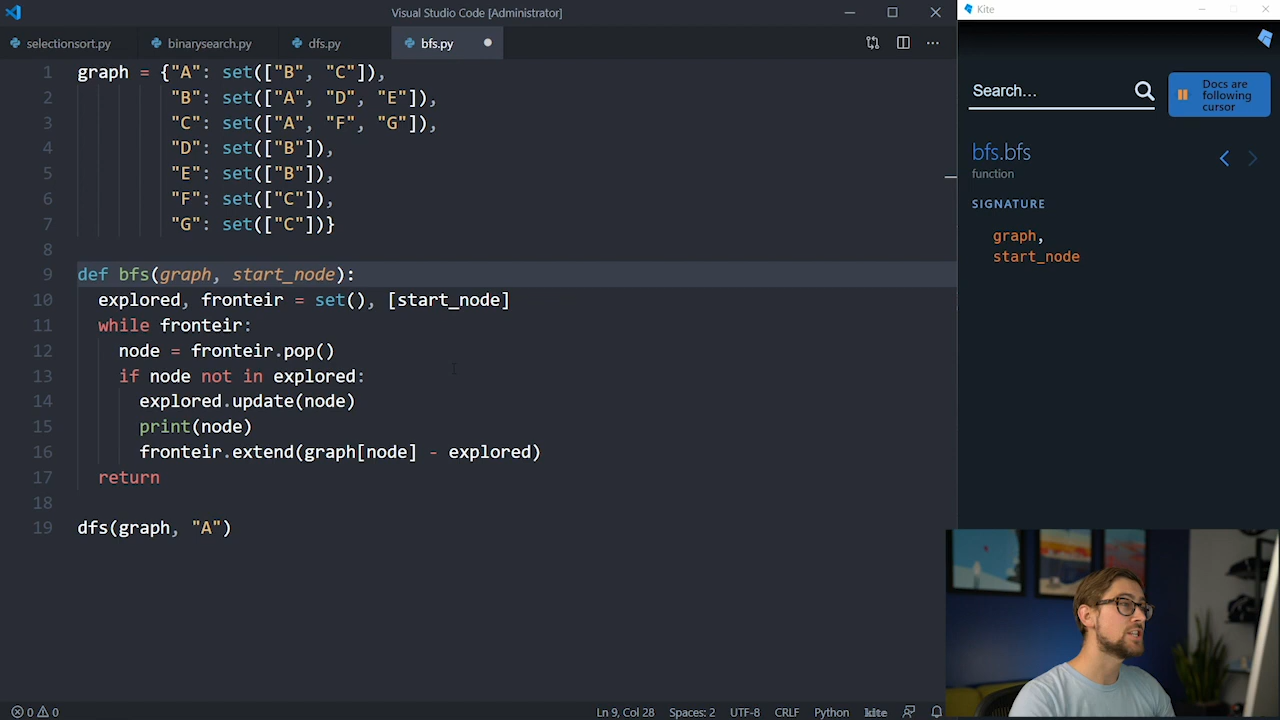 Visual Studio Code [Administrator]
selectionsort.py
binarysearch.py
dfs.py
bfs.py
1 graph = {"A": set(["B", "C"]),
2 "B": set(["A", "D", "E"]),
3 "C": set(["A", "F", "G"]),
4 "D": set(["B"]),
5 "E": set(["B"]),
6 "F": set(["C"]),
7 "G": set(["C"])}
8
9 def bfs(graph, start_node):
10 explored, fronteir = set(), [start_node]
11 while fronteir:
12 node = fronteir.pop()
13 if node not in explored:
14 explored.update(node)
15 print(node)
16 fronteir.extend(graph[node] - explored)
17 return
18
19 dfs(graph, "A")
0 0
Ln 9, Col 28
Spaces: 2
UTF-8
CRLF
Python
kite
Kite
Search...
Docs are
following
cursor
bfs.bfs
function
SIGNATURE
graph,
start_node